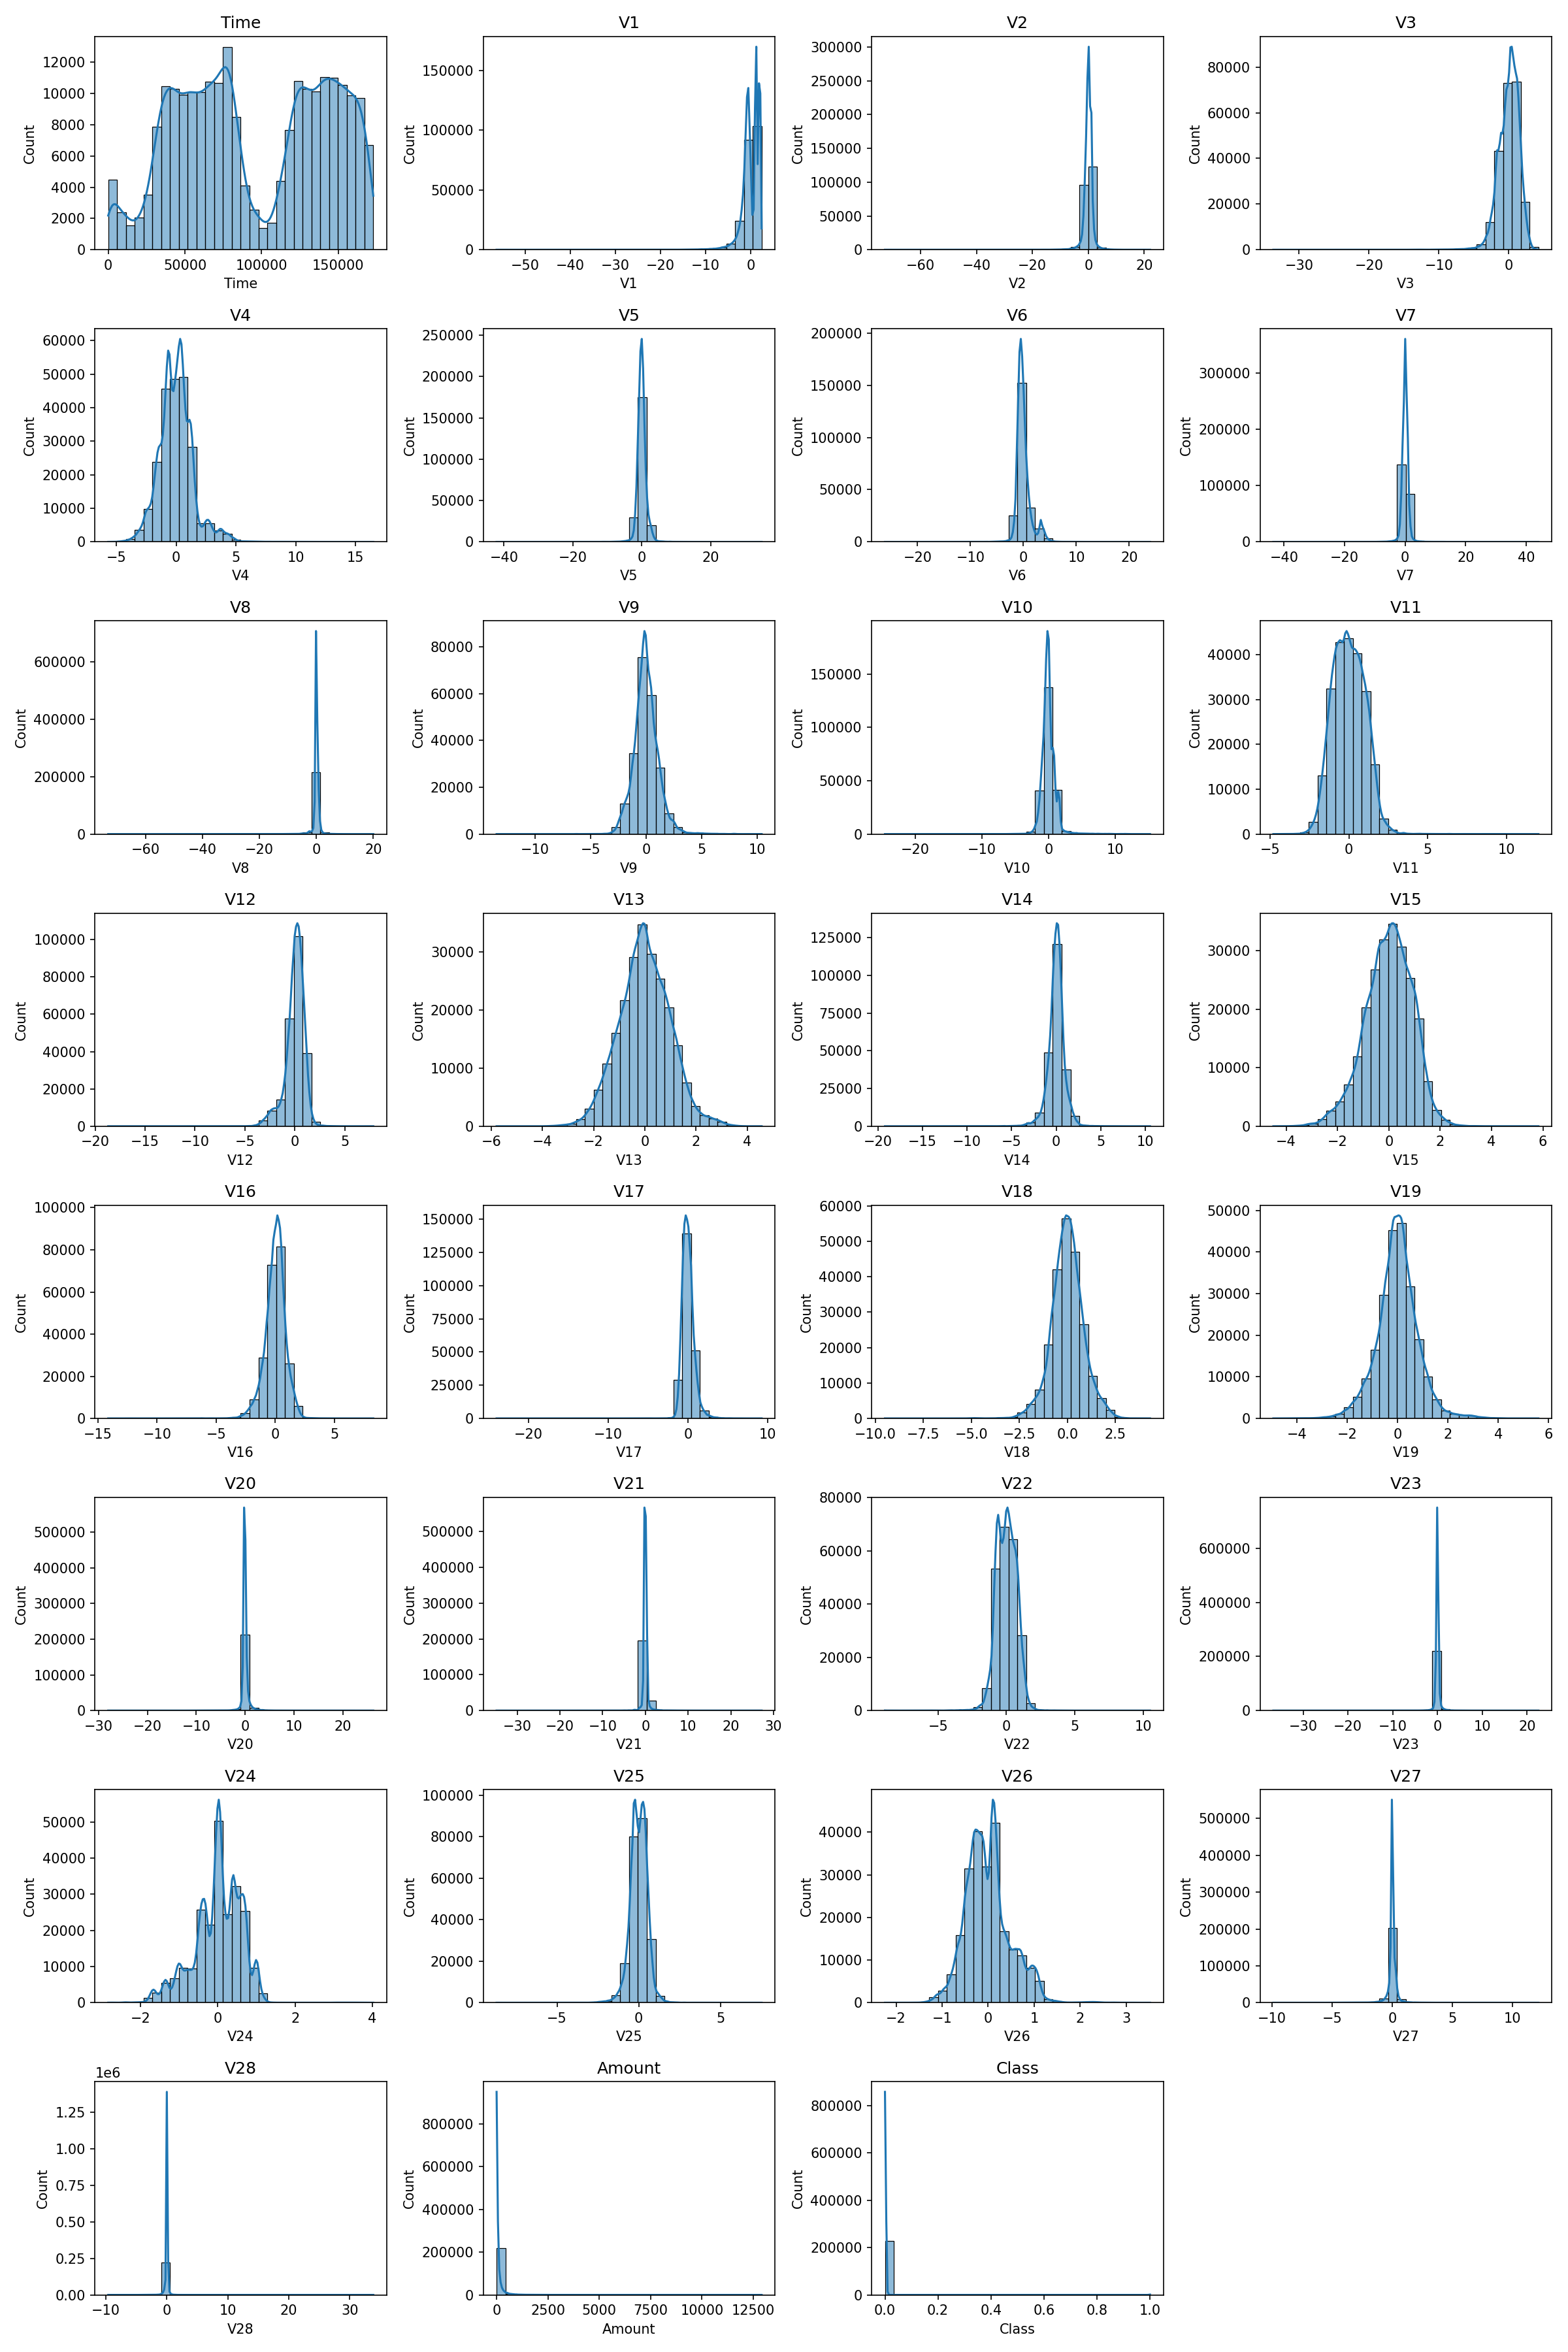 Time V1 V2 V3
Count 0 2000 4000 6000 8000 10000 12000
0 50000 100000 150000
Time
Count 0 50000 100000 150000
−50 −40 −30 −20 −10 0
V1
Count 0 50000 100000 150000 200000 250000 300000
−60 −40 −20 0 20
V2
Count 0 20000 40000 60000 80000
−30 −20 −10 0
V3
V4 V5 V6 V7
Count 0 10000 20000 30000 40000 50000 60000
−5 0 5 10 15
V4
Count 0 50000 100000 150000 200000 250000
−40 −20 0 20
V5
Count 0 50000 100000 150000 200000
−20 −10 0 10 20
V6
Count 0 100000 200000 300000
−40 −20 0 20 40
V7
V8 V9 V10 V11
Count 0 200000 400000 600000
−60 −40 −20 0 20
V8
Count 0 20000 40000 60000 80000
−10 −5 0 5 10
V9
Count 0 50000 100000 150000
−20 −10 0 10
V10
Count 0 10000 20000 30000 40000
−5 0 5 10
V11
V12 V13 V14 V15
Count 0 20000 40000 60000 80000 100000
−20 −15 −10 −5 0 5
V12
Count 0 10000 20000 30000
−6 −4 −2 0 2 4
V13
Count 0 25000 50000 75000 100000 125000
−20 −15 −10 −5 0 5 10
V14
Count 0 10000 20000 30000
−4 −2 0 2 4 6
V15
V16 V17 V18 V19
Count 0 20000 40000 60000 80000 100000
−15 −10 −5 0 5
V16
Count 0 25000 50000 75000 100000 125000 150000
−20 −10 0 10
V17
Count 0 10000 20000 30000 40000 50000 60000
−10.0 −7.5 −5.0 −2.5 0.0 2.5
V18
Count 0 10000 20000 30000 40000 50000
−4 −2 0 2 4 6
V19
V20 V21 V22 V23
Count 0 100000 200000 300000 400000 500000
−30 −20 −10 0 10 20
V20
Count 0 100000 200000 300000 400000 500000
−30 −20 −10 0 10 20 30
V21
Count 0 20000 40000 60000 80000
−5 0 5 10
V22
Count 0 200000 400000 600000
−30 −20 −10 0 10 20
V23
V24 V25 V26 V27
Count 0 10000 20000 30000 40000 50000
−2 0 2 4
V24
Count 0 20000 40000 60000 80000 100000
−5 0 5
V25
Count 0 10000 20000 30000 40000
−2 −1 0 1 2 3
V26
Count 0 100000 200000 300000 400000 500000
−10 −5 0 5 10
V27
V28 Amount Class
1e6
Count 0.00 0.25 0.50 0.75 1.00 1.25
−10 0 10 20 30
V28
Count 0 200000 400000 600000 800000
0 2500 5000 7500 10000 12500
Amount
Count 0 200000 400000 600000 800000
0.0 0.2 0.4 0.6 0.8 1.0
Class